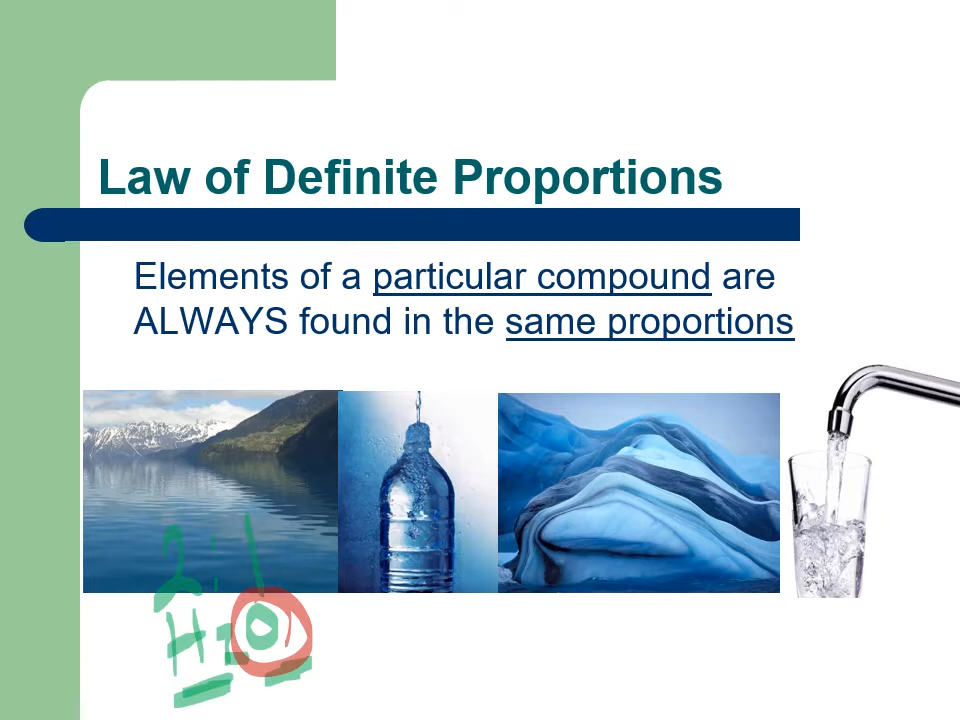 Law of Definite Proportions
Elements of a particular compound are
ALWAYS found in the same proportions
2:1
H2O